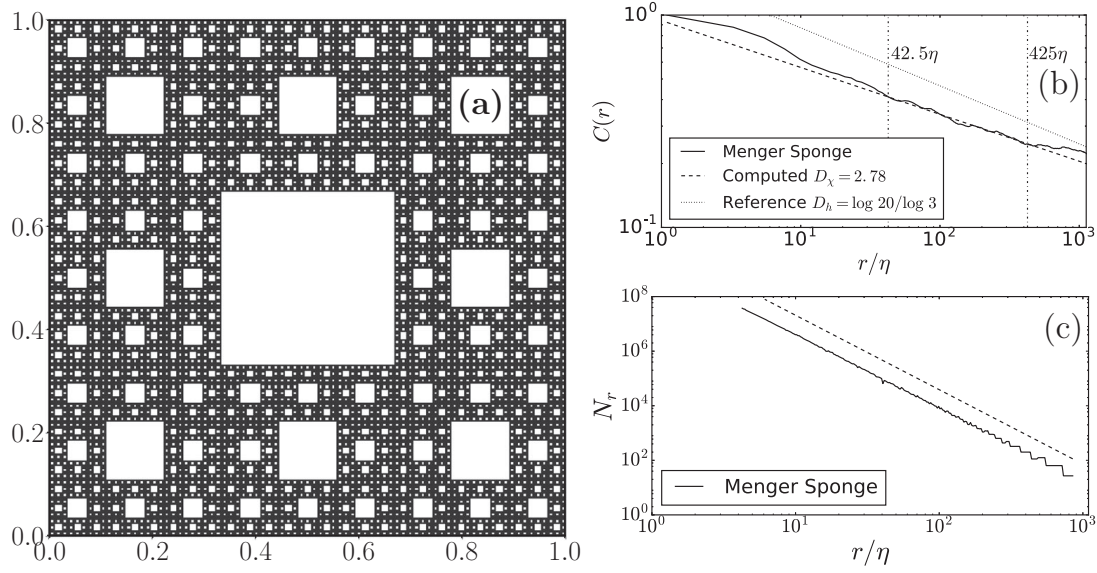 1.0
0.8
0.6
0.4
0.2
0.0
0.0 0.2 0.4 0.6 0.8 1.0
(a)
10^0
10^-1
C(r)
42.5η
425η
(b)
Menger Sponge
Computed D_χ = 2.78
Reference D_h = log 20/log 3
10^0 10^1 10^2 10^3
r/η
10^8
10^6
10^4
10^2
10^0
N_r
(c)
Menger Sponge
10^0 10^1 10^2 10^3
r/η